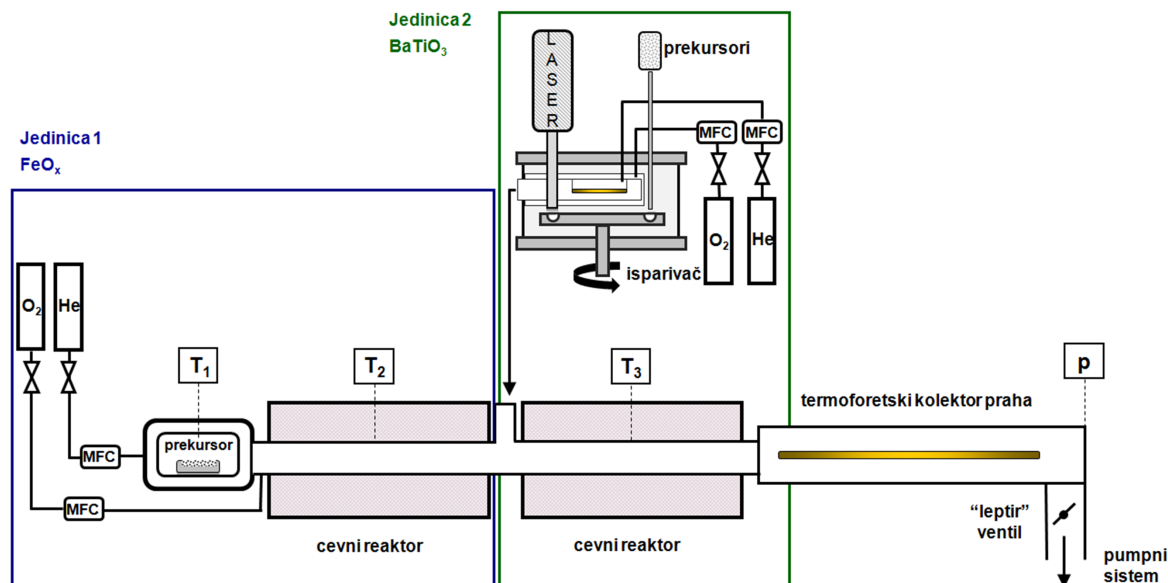 Jedinica 2
BaTiO₃
LASER
prekursori
MFC
MFC
O₂
He
isparivač
Jedinica 1
FeOₓ
O₂
He
T₁
T₂
T₃
p
prekursor
MFC
MFC
termoforetski kolektor praha
cevni reaktor
cevni reaktor
“leptir”
ventil
pumpni
sistem